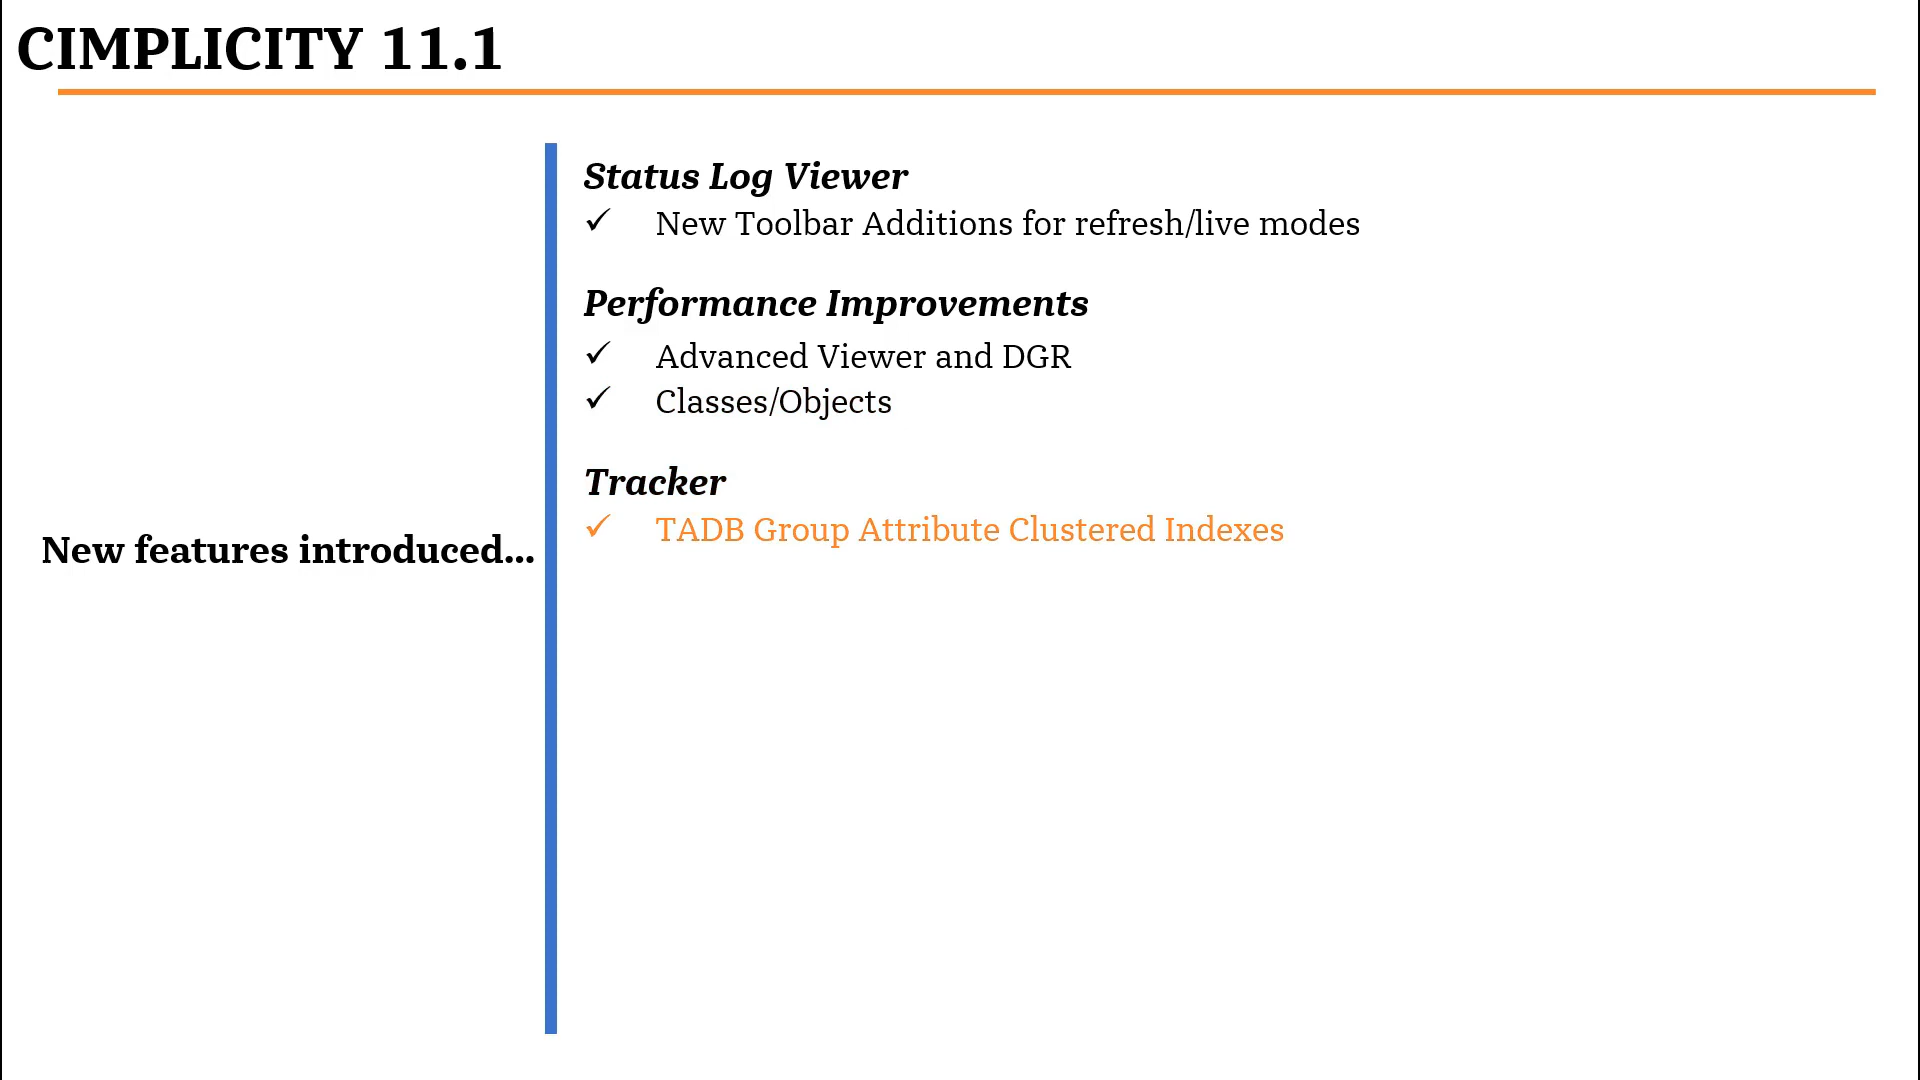 CIMPLICITY 11.1
New features introduced...
Status Log Viewer
✓ New Toolbar Additions for refresh/live modes
Performance Improvements
✓ Advanced Viewer and DGR
✓ Classes/Objects
Tracker
✓ TADB Group Attribute Clustered Indexes